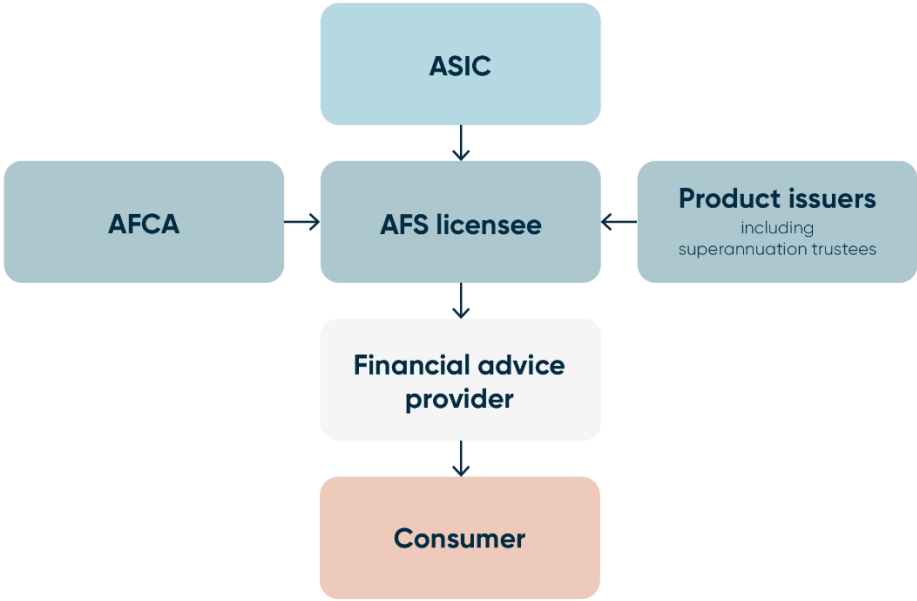 ASIC
AFCA
AFS licensee
Product issuers
including
superannuation trustees
Financial advice
provider
Consumer